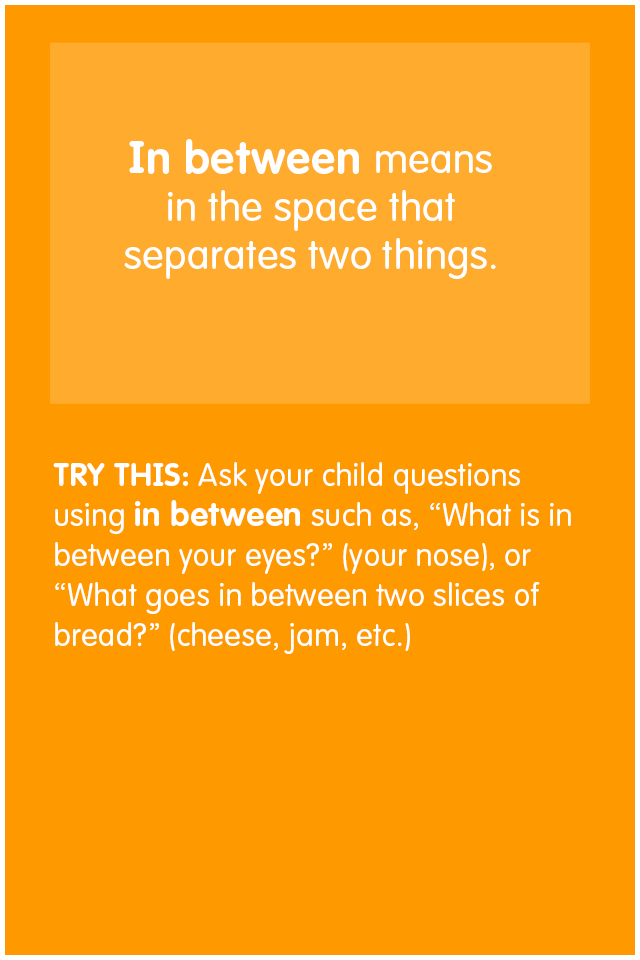 In between means
in the space that
separates two things.
TRY THIS: Ask your child questions
using in between such as, “What is in
between your eyes?” (your nose), or
“What goes in between two slices of
bread?” (cheese, jam, etc.)